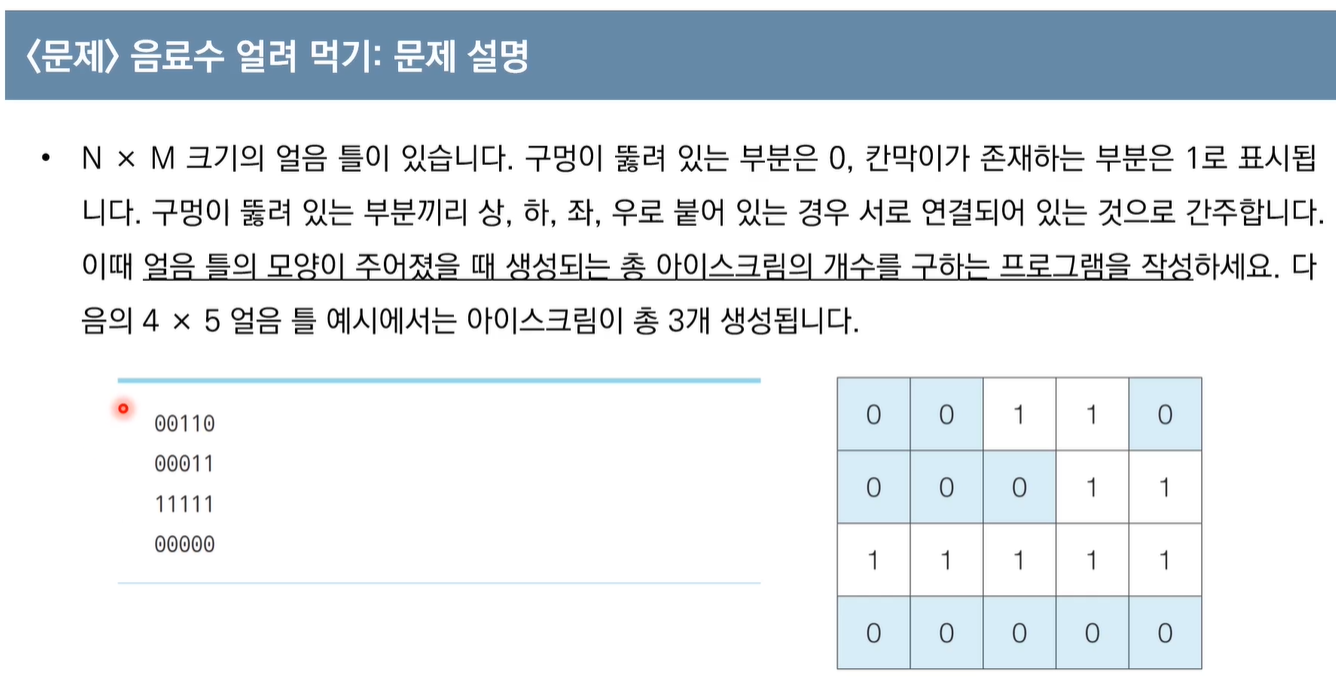 <문제> 음료수 얼려 먹기: 문제 설명
• N × M 크기의 얼음 틀이 있습니다. 구멍이 뚫려 있는 부분은 0, 칸막이가 존재하는 부분은 1로 표시됩
니다. 구멍이 뚫려 있는 부분끼리 상, 하, 좌, 우로 붙어 있는 경우 서로 연결되어 있는 것으로 간주합니다.
이때 얼음 틀의 모양이 주어졌을 때 생성되는 총 아이스크림의 개수를 구하는 프로그램을 작성하세요. 다
음의 4 × 5 얼음 틀 예시에서는 아이스크림이 총 3개 생성됩니다.
00110
00011
11111
00000
0 0 1 1 0
0 0 0 1 1
1 1 1 1 1
0 0 0 0 0